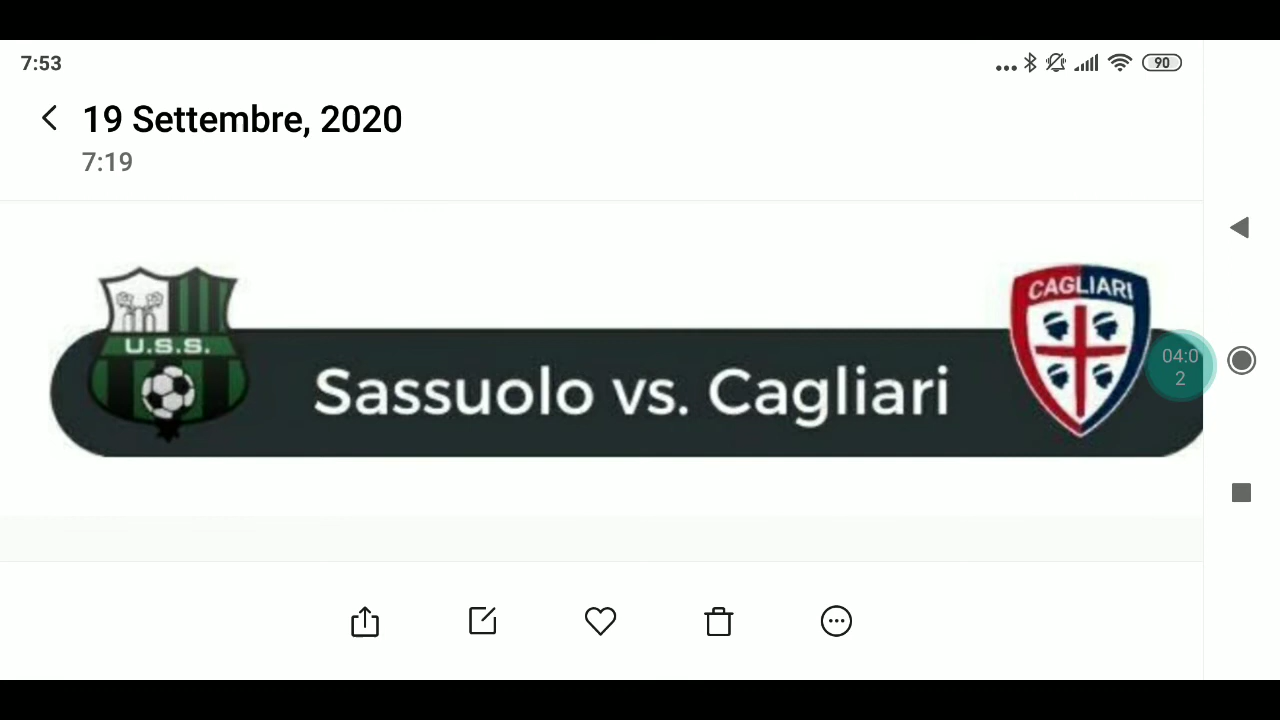 7:53
90
19 Settembre, 2020
7:19
U.S.S.
CAGLIARI
Sassuolo vs. Cagliari
04:0
2